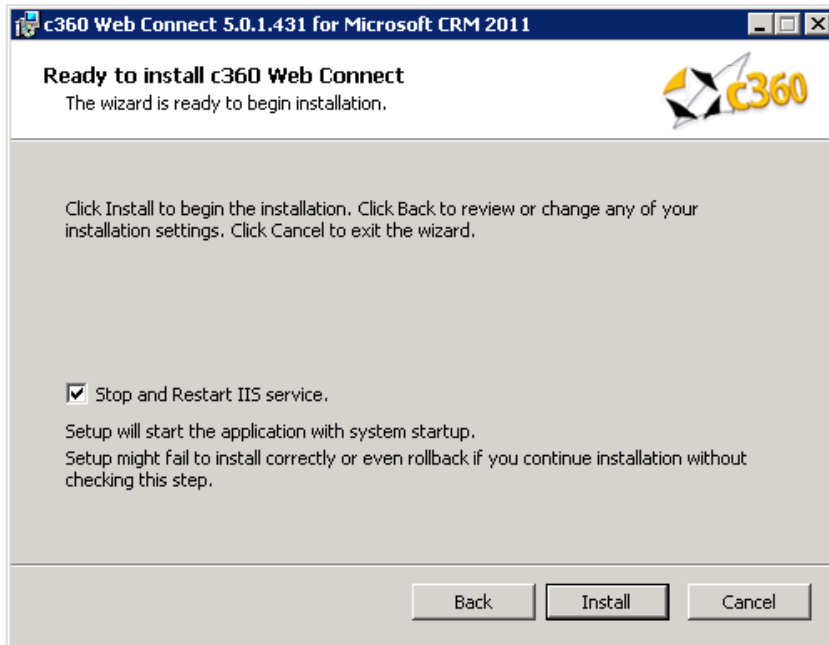 c360 Web Connect 5.0.1.431 for Microsoft CRM 2011
Ready to install c360 Web Connect
The wizard is ready to begin installation.
c360
Click Install to begin the installation. Click Back to review or change any of your
installation settings. Click Cancel to exit the wizard.
Stop and Restart IIS service.
Setup will start the application with system startup.
Setup might fail to install correctly or even rollback if you continue installation without
checking this step.
Back
Install
Cancel